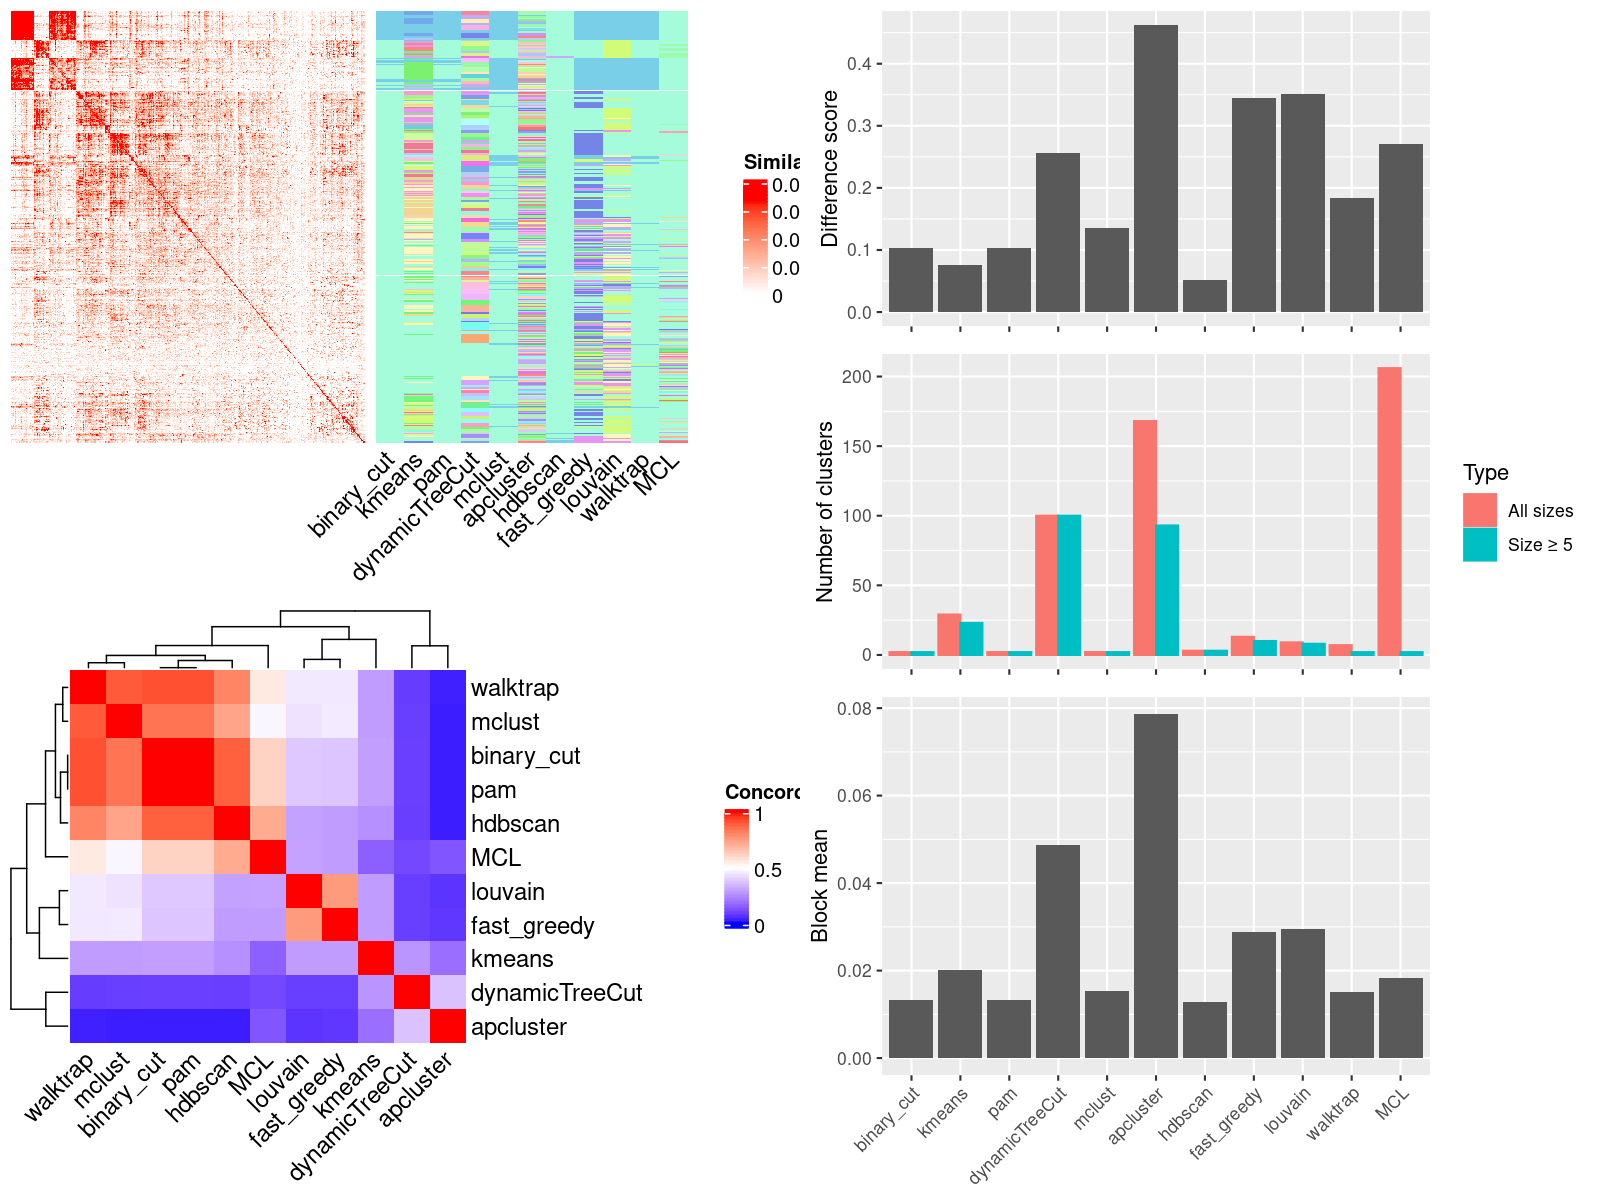 Simila
0.0
0.0
0.0
0.0
0
binary_cut
kmeans
pam
dynamicTreeCut
mclust
apcluster
hdbscan
fast_greedy
louvain
walktrap
MCL
walktrap
mclust
binary_cut
pam
hdbscan
MCL
louvain
fast_greedy
kmeans
dynamicTreeCut
apcluster
walktrap
mclust
binary_cut
pam
hdbscan
MCL
louvain
fast_greedy
kmeans
dynamicTreeCut
apcluster
Concord
1
0.5
0
Difference score
0.4
0.3
0.2
0.1
0.0
Number of clusters
200
150
100
50
0
Type
All sizes
Size ≥ 5
Block mean
0.08
0.06
0.04
0.02
0.00
binary_cut
kmeans
pam
dynamicTreeCut
mclust
apcluster
hdbscan
fast_greedy
louvain
walktrap
MCL